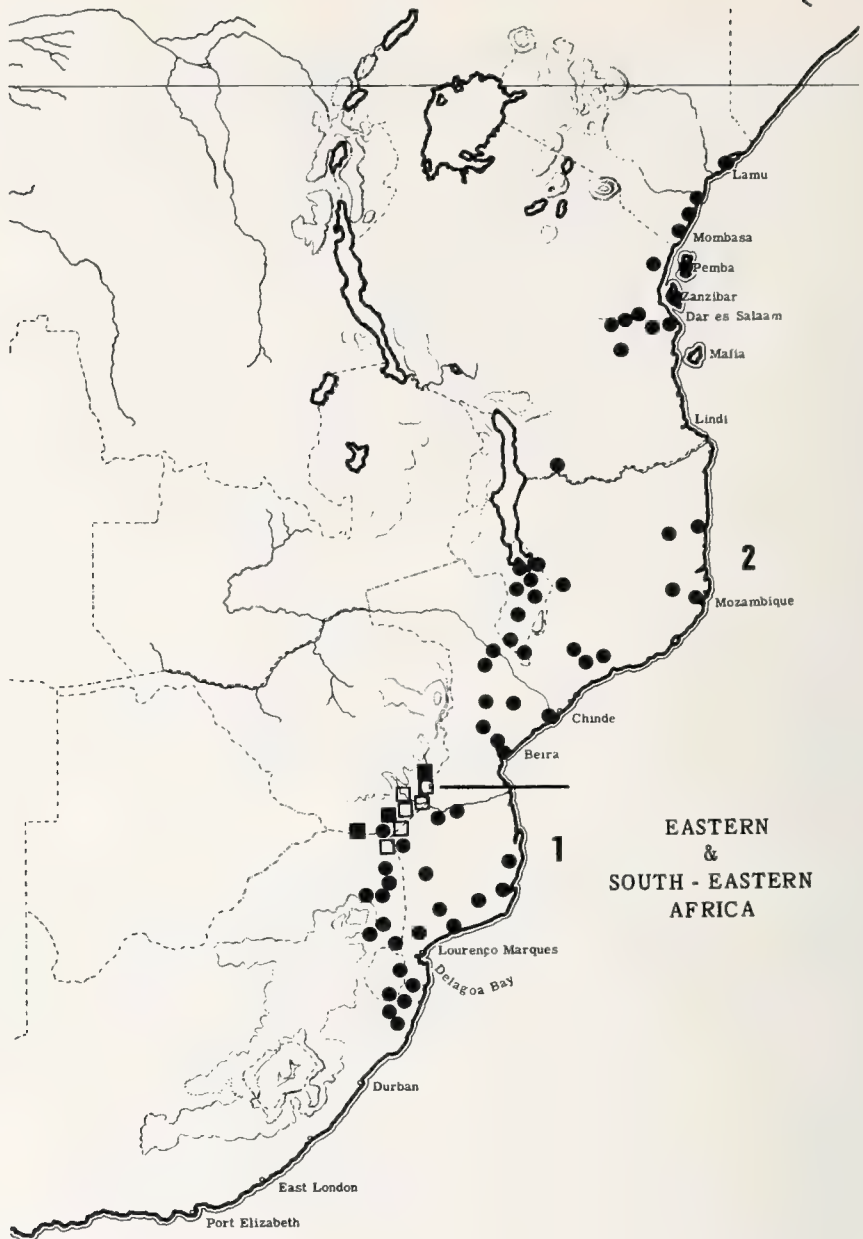 Lamu
Mombasa
Pemba
Zanzibar
Dar es Salaam
Mafia
Lindi
2
Mozambique
Chinde
Beira
1
EASTERN
&
SOUTH - EASTERN
AFRICA
Lourenço Marques
Delagoa Bay
Durban
East London
Port Elizabeth